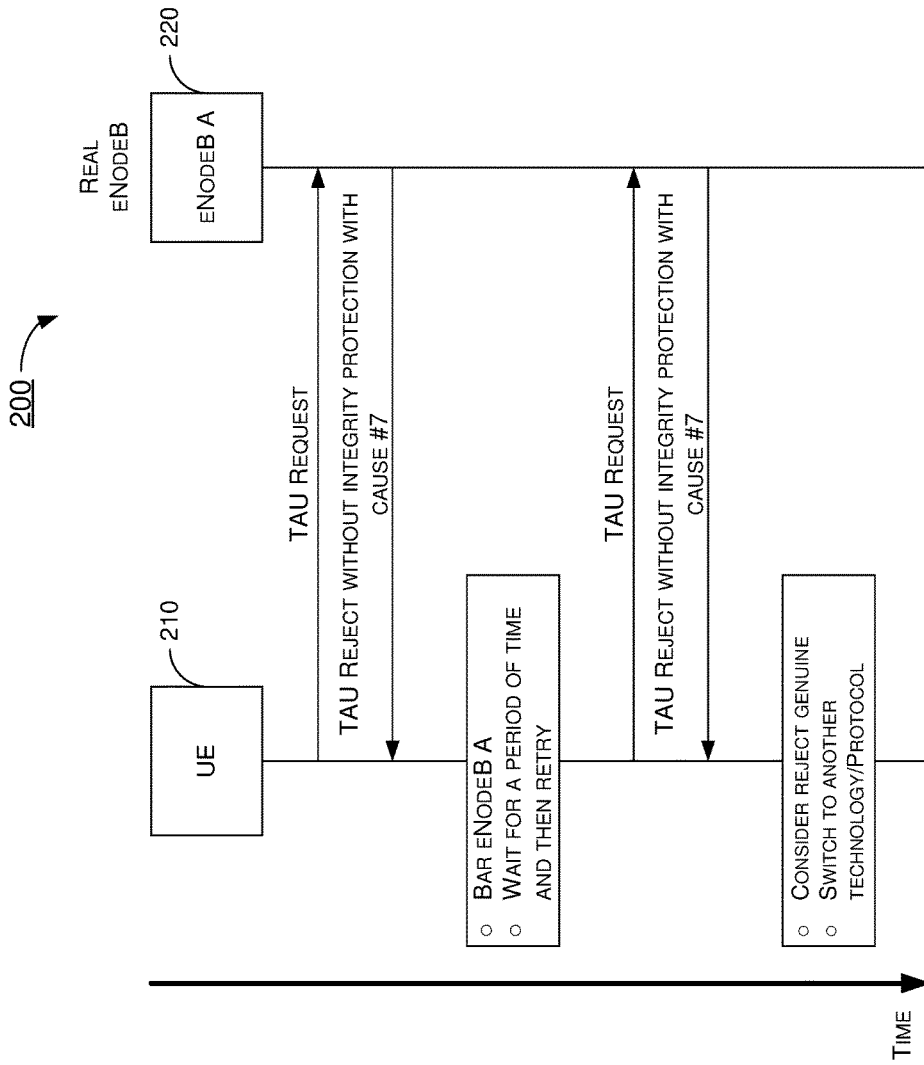 200
REAL
ENODEB
210
220
UE
ENODEB A
TAU REQUEST
TAU REJECT WITHOUT INTEGRITY PROTECTION WITH
CAUSE #7
○ BAR ENODEB A
○ WAIT FOR A PERIOD OF TIME
AND THEN RETRY
TAU REQUEST
TAU REJECT WITHOUT INTEGRITY PROTECTION WITH
CAUSE #7
○ CONSIDER REJECT GENUINE
○ SWITCH TO ANOTHER
TECHNOLOGY/PROTOCOL
TIME